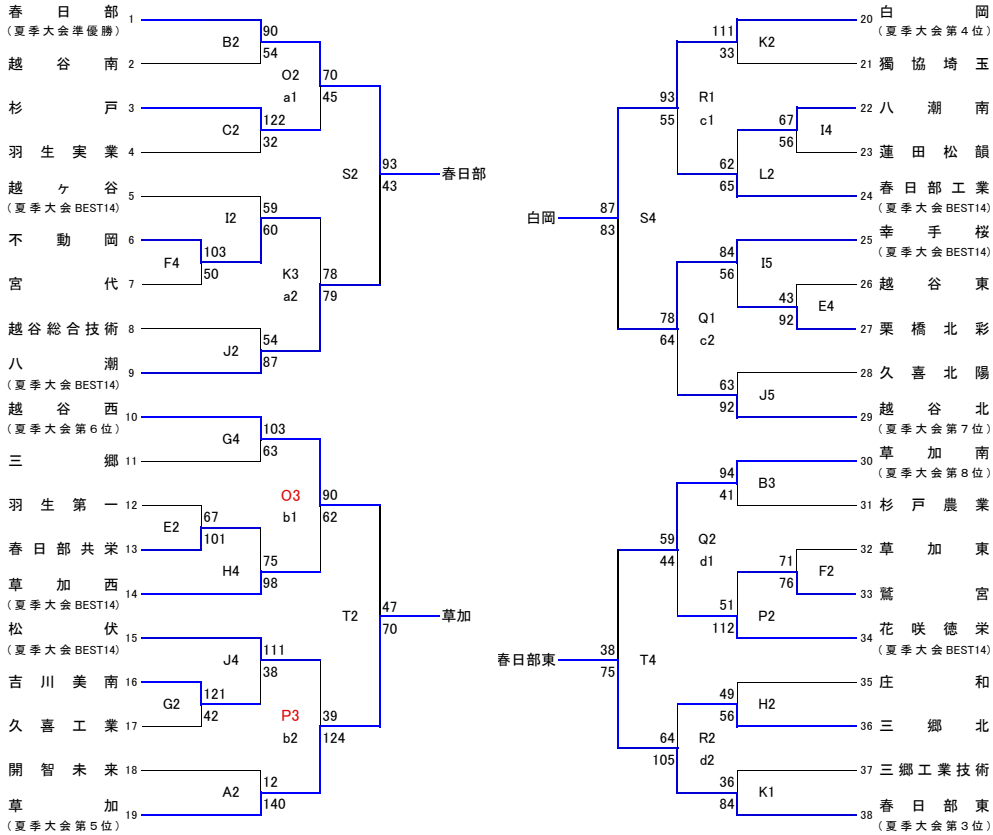 春日部 1
(夏季大会準優勝)
越谷南 2
杉戸 3
羽生実業 4
越ヶ谷 5
(夏季大会BEST14)
不動岡 6
宮代 7
越谷総合技術 8
八潮 9
(夏季大会BEST14)
越谷西 10
(夏季大会第6位)
三郷 11
羽生第一 12
春日部共栄 13
草加西 14
(夏季大会BEST14)
松伏 15
(夏季大会BEST14)
吉川美南 16
久喜工業 17
開智未来 18
草加 19
(夏季大会第5位)
B2
90
54
C2
122
32
O2
a1
70
45
F4
103
50
I2
59
60
J2
54
87
K3
a2
78
79
S2
93
43
春日部
G4
103
63
E2
67
101
H4
75
98
O3
b1
90
62
G2
121
42
J4
111
38
A2
12
140
P3
b2
39
124
T2
47
70
草加
白岡
87
83
S4
93
55
R1
c1
111
33
K2
67
56
I4
62
65
L2
78
64
Q1
c2
84
56
I5
43
92
E4
63
92
J5
春日部東
38
75
T4
59
44
Q2
d1
94
41
B3
71
76
F2
51
112
P2
64
105
R2
d2
49
56
H2
36
84
K1
20 白岡
(夏季大会第4位)
21 獨協埼玉
22 八潮南
23 蓮田松韻
24 春日部工業
(夏季大会BEST14)
25 幸手桜
(夏季大会BEST14)
26 越谷東
27 栗橋北彩
28 久喜北陽
29 越谷北
(夏季大会第7位)
30 草加南
(夏季大会第8位)
31 杉戸農業
32 草加東
33 鷲宮
34 花咲徳栄
(夏季大会BEST14)
35 庄和
36 三郷北
37 三郷工業技術
38 春日部東
(夏季大会第3位)